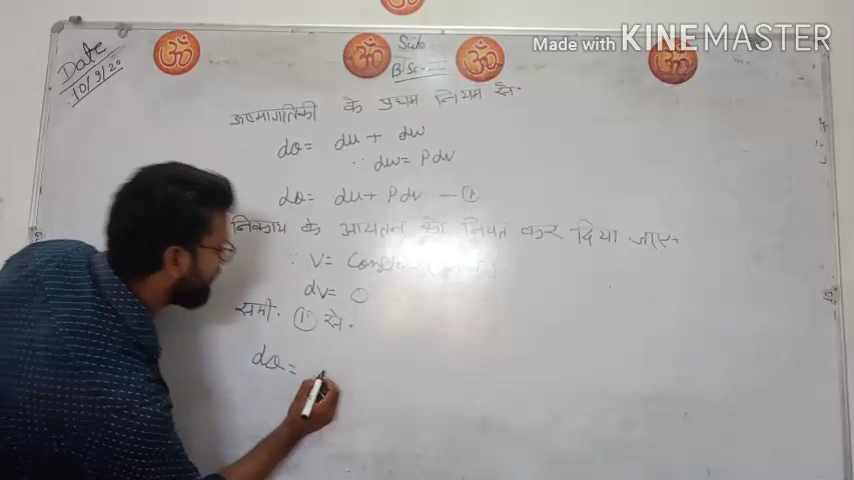 Date
10/9/20
Sub
B.Sc-II
Made with KINEMASTER
ऊष्मागतिकी के प्रथम नियम से.
dQ= du + dw
∵ dw= Pdv
dQ= du+ Pdv — ①
निकाय के आयतन को नियत कर दिया जाए.
∵ V= Constant
dv= 0
समी. ① से.
dQ=